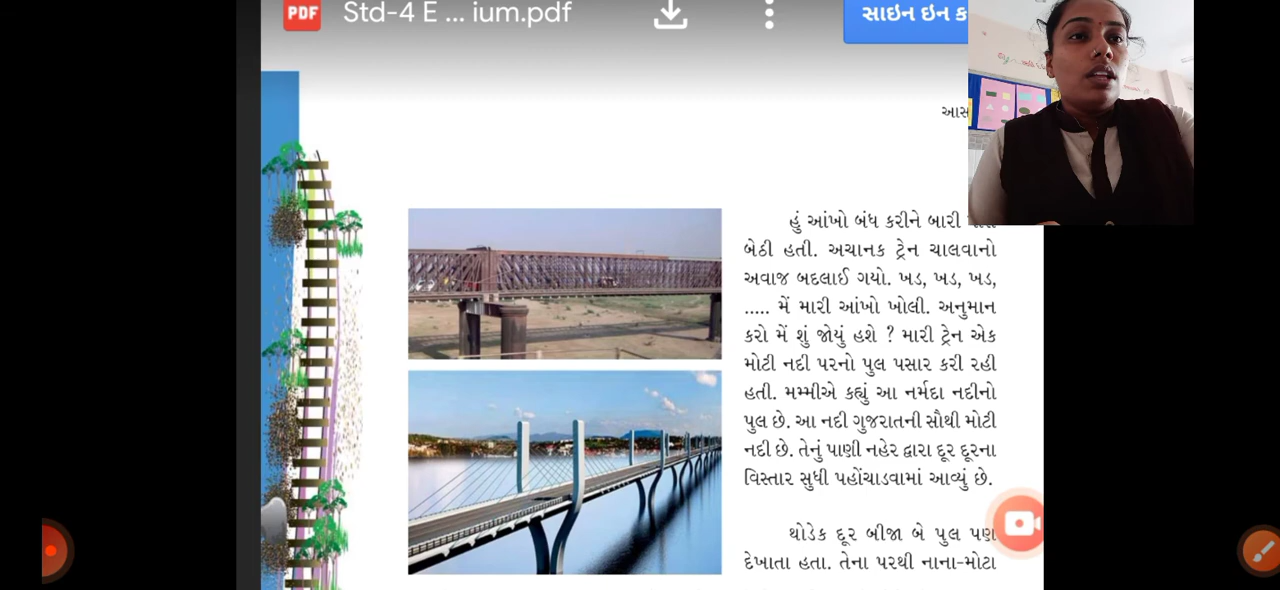 PDF
Std-4 E ... ium.pdf
સાઇન ઇન ક
આસ
હું આંખો બંધ કરીને બારી
બેઠી હતી. અચાનક ટ્રેન ચાલવાનો
અવાજ બદલાઈ ગયો. ખડ, ખડ, ખડ,
..... મેં મારી આંખો ખોલી. અનુમાન
કરો મેં શું જોયું હશે ? મારી ટ્રેન એક
મોટી નદી પરનો પુલ પસાર કરી રહી
હતી. મમ્મીએ કહ્યું આ નર્મદા નદીનો
પુલ છે. આ નદી ગુજરાતની સૌથી મોટી
નદી છે. તેનું પાણી નહેર દ્વારા દૂર દૂરના
વિસ્તાર સુધી પહોંચાડવામાં આવ્યું છે.
થોડેક દૂર બીજા બે પુલ પણ
દેખાતા હતા. તેના પરથી નાના-મોટા